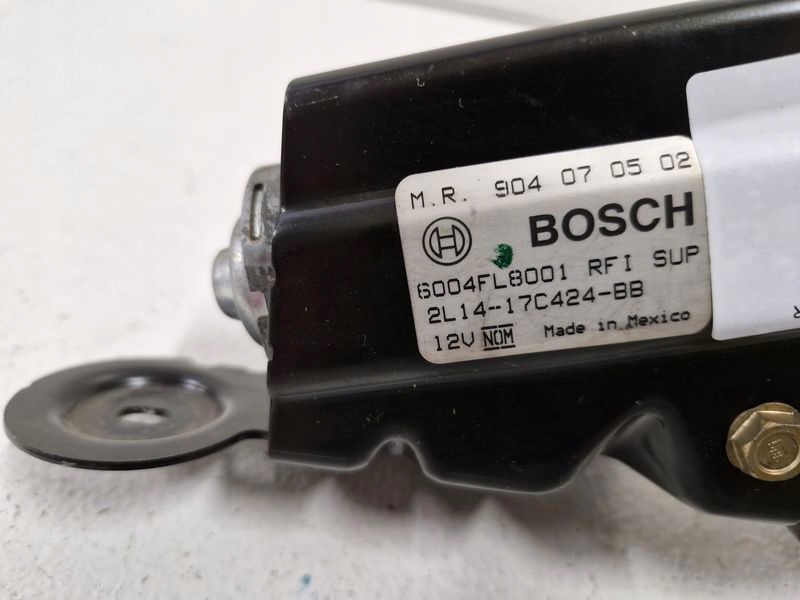 M.R. 904 07 05 02
BOSCH
6004FL8001 RFI SUP
2L14-17C424-BB
12V NOM Made in Mexico
R